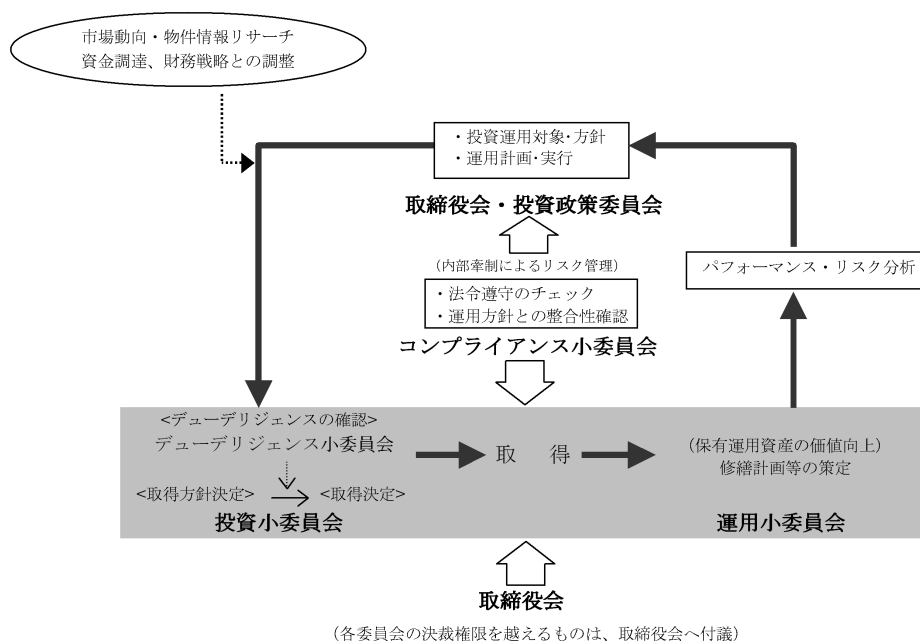 市場動向・物件情報リサーチ
資金調達、財務戦略との調整
・投資運用対象・方針
・運用計画・実行
取締役会・投資政策委員会
(内部牽制によるリスク管理)
・法令遵守のチェック
・運用方針との整合性確認
コンプライアンス小委員会
パフォーマンス・リスク分析
<デューデリジェンスの確認>
デューデリジェンス小委員会
<取得方針決定>
<取得決定>
投資小委員会
取 得
(保有運用資産の価値向上)
修繕計画等の策定
運用小委員会
取締役会
(各委員会の決裁権限を越えるものは、取締役会へ付議)